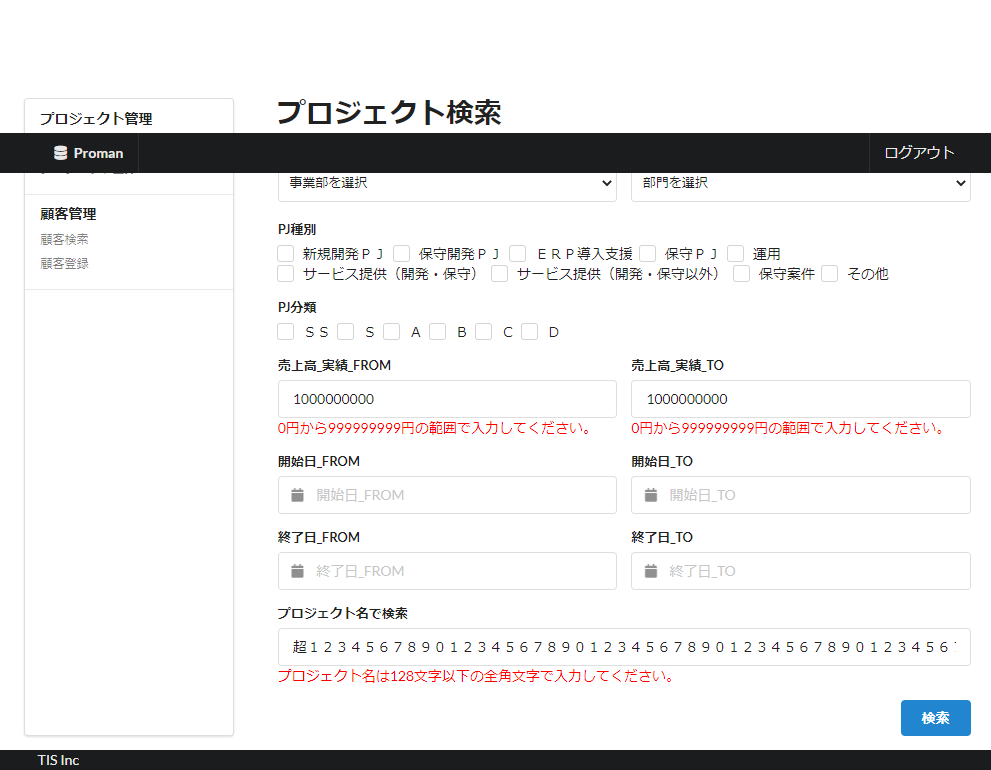 プロジェクト管理
プロジェクト検索
Proman
ログアウト
事業部を選択
部門を選択
顧客管理
顧客検索
顧客登録
PJ種別
新規開発ＰＪ 保守開発ＰＪ ＥＲＰ導入支援 保守ＰＪ 運用
サービス提供（開発・保守） サービス提供（開発・保守以外） 保守案件 その他
PJ分類
ＳＳ Ｓ Ａ Ｂ Ｃ Ｄ
売上高_実績_FROM
売上高_実績_TO
1000000000
1000000000
0円から999999999円の範囲で入力してください。
0円から999999999円の範囲で入力してください。
開始日_FROM
開始日_TO
開始日_FROM
開始日_TO
終了日_FROM
終了日_TO
終了日_FROM
終了日_TO
プロジェクト名で検索
超１２３４５６７８９０１２３４５６７８９０１２３４５６７８９０１２３４５６７８９０１２３４５６
プロジェクト名は128文字以下の全角文字で入力してください。
検索
TIS Inc